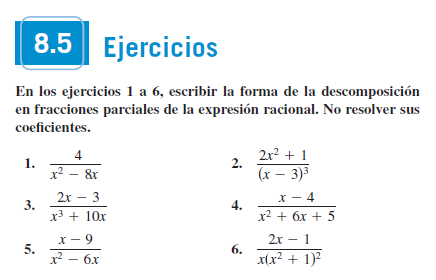 8.5 Ejercicios
En los ejercicios 1 a 6, escribir la forma de la descomposición
en fracciones parciales de la expresión racional. No resolver sus
coeficientes.
1. 4/(x² − 8x) 2. (2x² + 1)/(x − 3)³
3. (2x − 3)/(x³ + 10x) 4. (x − 4)/(x² + 6x + 5)
5. (x − 9)/(x² − 6x) 6. (2x − 1)/(x(x² + 1)²)